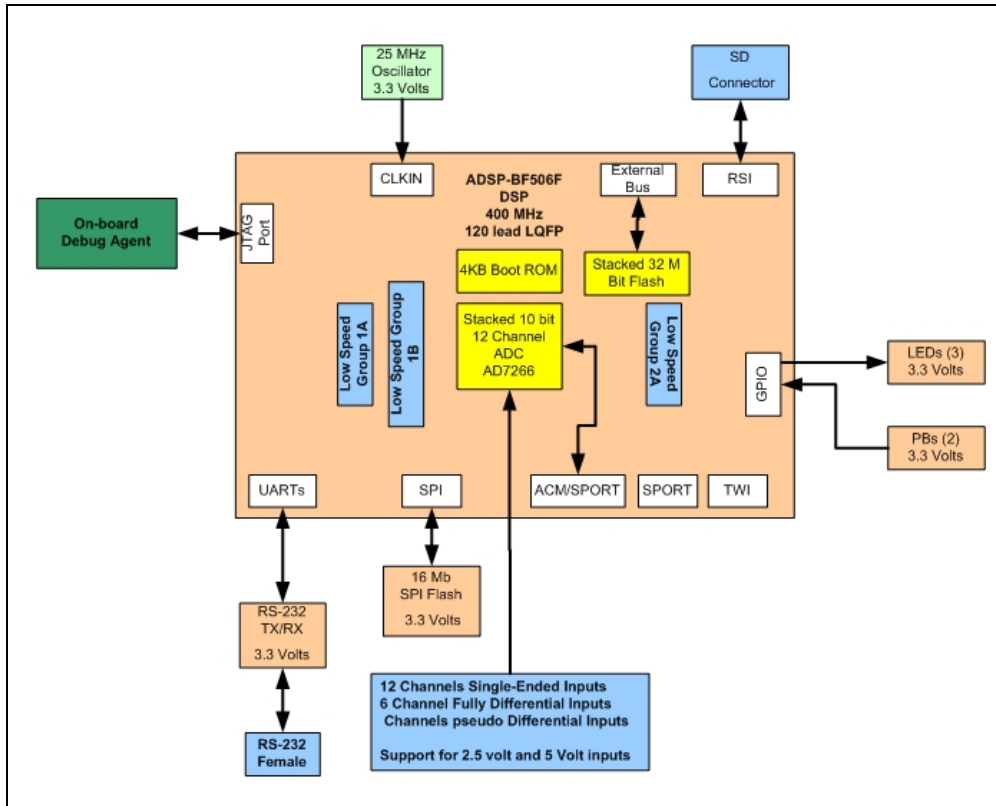 25 MHz
Oscillator
3.3 Volts
SD
Connector
CLKIN
ADSP-BF506F
DSP
400 MHz
120 lead LQFP
External
Bus
RSI
On-board
Debug Agent
JTAG
Port
4KB Boot ROM
Stacked 32 M
Bit Flash
Low Speed
Group 1A
Low Speed Group
1B
Stacked 10 bit
12 Channel
ADC
AD7266
Low Speed
Group 2A
GPIO
LEDs (3)
3.3 Volts
PBs (2)
3.3 Volts
UARTs
SPI
ACM/SPORT
SPORT
TWI
16 Mb
SPI Flash
3.3 Volts
RS-232
TX/RX
3.3 Volts
12 Channels Single-Ended Inputs
6 Channel Fully Differential Inputs
Channels pseudo Differential Inputs
Support for 2.5 volt and 5 Volt inputs
RS-232
Female